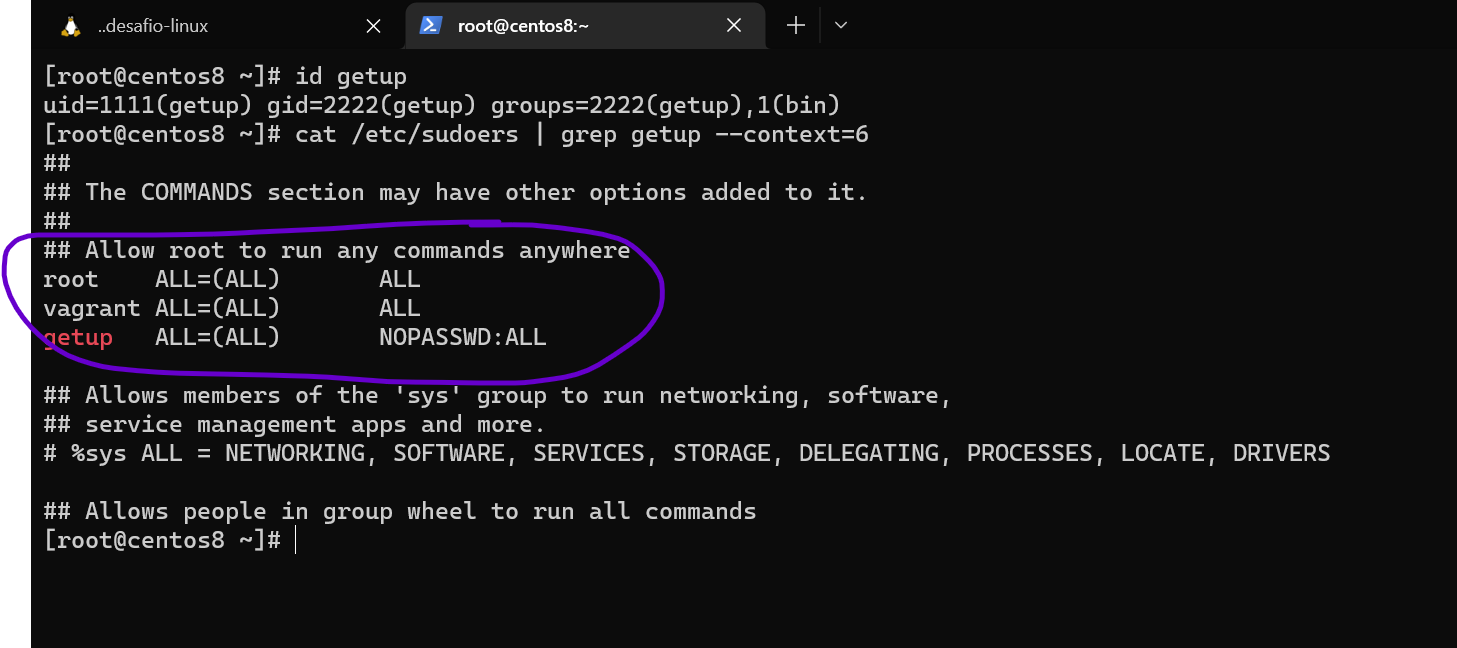 ..desafio-linux
root@centos8:~
[root@centos8 ~]# id getup
uid=1111(getup) gid=2222(getup) groups=2222(getup),1(bin)
[root@centos8 ~]# cat /etc/sudoers | grep getup --context=6
##
## The COMMANDS section may have other options added to it.
##
## Allow root to run any commands anywhere
root    ALL=(ALL)       ALL
vagrant ALL=(ALL)       ALL
getup   ALL=(ALL)       NOPASSWD:ALL
## Allows members of the 'sys' group to run networking, software,
## service management apps and more.
# %sys ALL = NETWORKING, SOFTWARE, SERVICES, STORAGE, DELEGATING, PROCESSES, LOCATE, DRIVERS
## Allows people in group wheel to run all commands
[root@centos8 ~]#